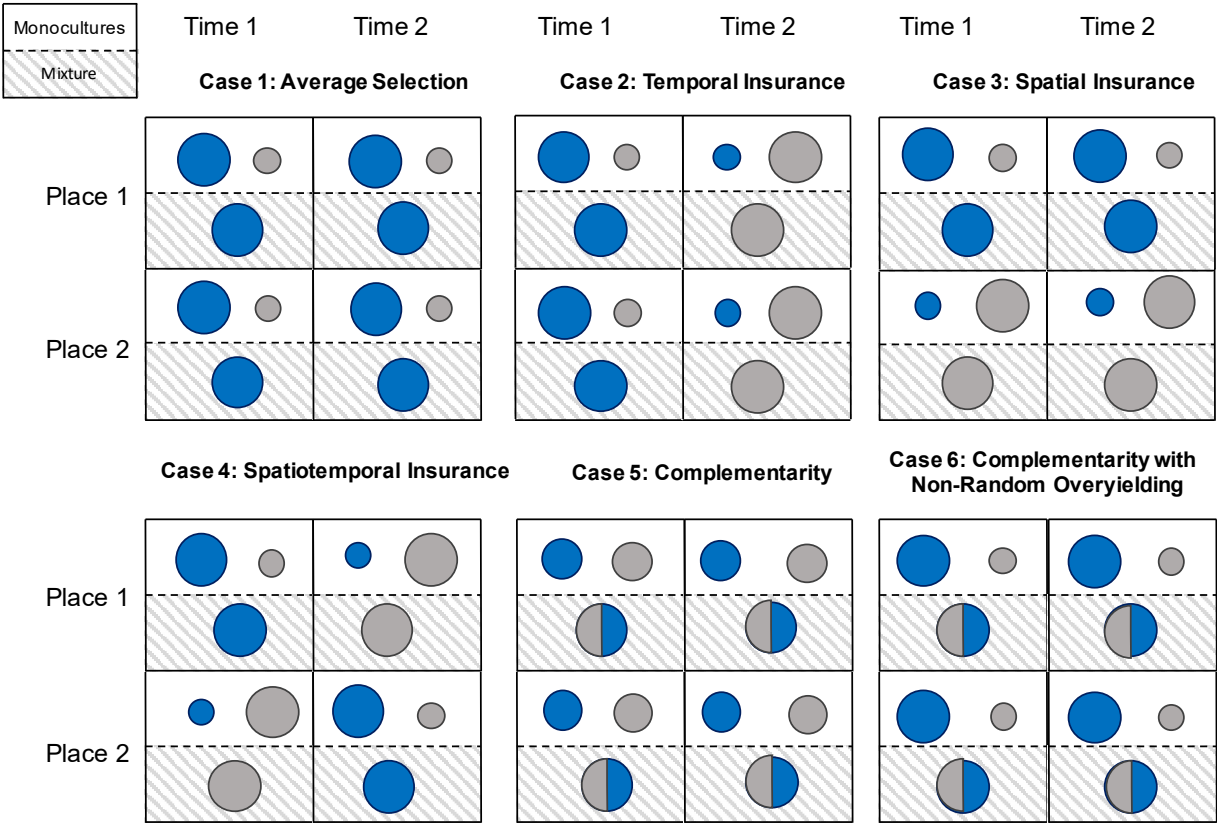 Monocultures
Mixture
Time 1 Time 2 Time 1 Time 2 Time 1 Time 2
Case 1: Average Selection Case 2: Temporal Insurance Case 3: Spatial Insurance
Place 1
Place 2
Case 4: Spatiotemporal Insurance Case 5: Complementarity Case 6: Complementarity with
Non-Random Overyielding
Place 1
Place 2